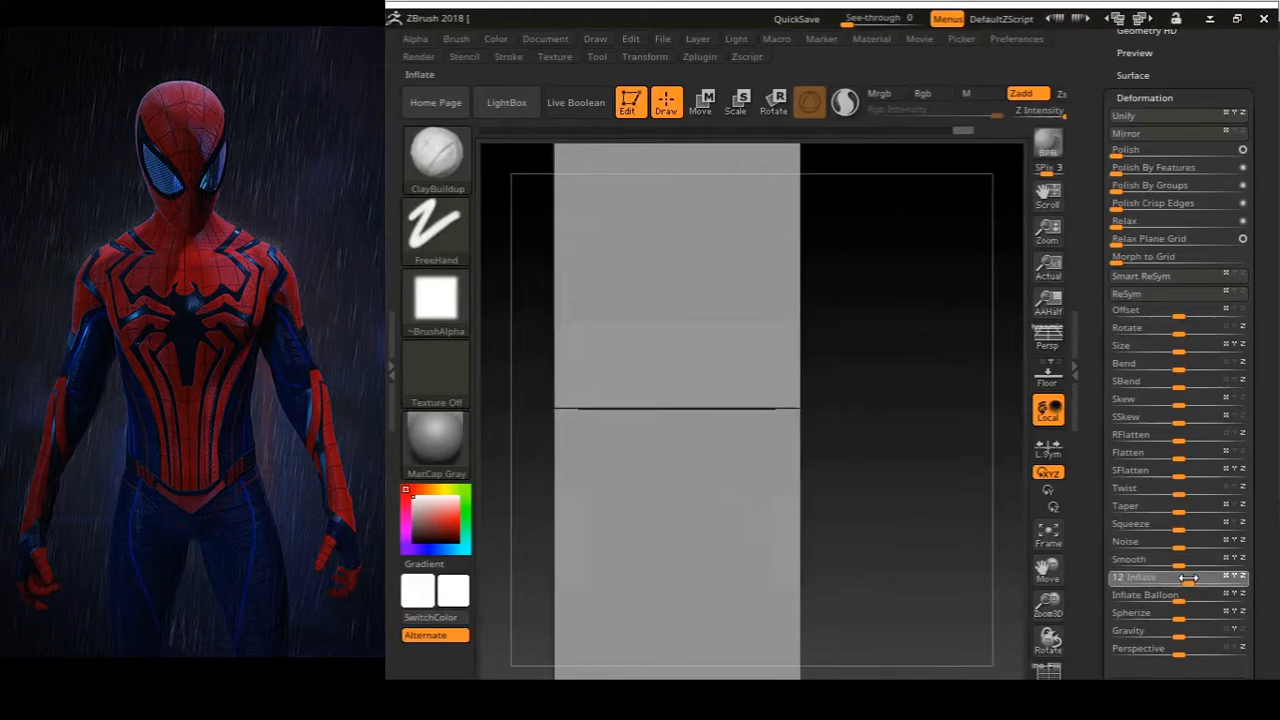 ZBrush 2018 [
QuickSave
See-through 0
Menus
DefaultZScript
Alpha Brush Color Document Draw Edit File Layer Light Macro Marker Material Movie Picker Preferences
Render Stencil Stroke Texture Tool Transform Zplugin Zscript
Inflate
Home Page
LightBox
Live Boolean
Edit
Draw
Move
Scale
Rotate
Mrgb
Rgb
M
Zadd
Zs
Rgb Intensity
Z Intensity
ClayBuildup
FreeHand
~BrushAlpha
Texture Off
MatCap Gray
Gradient
SwitchColor
Alternate
BPR
SPix 3
Scroll
Zoom
Actual
AAHalf
Dynamic
Persp
Floor
Local
L.Sym
XYZ
Frame
Move
Zoom3D
Rotate
Geometry HD
Preview
Surface
Deformation
Unify
Mirror
Polish
Polish By Features
Polish By Groups
Polish Crisp Edges
Relax
Relax Plane Grid
Morph to Grid
Smart ReSym
ReSym
Offset
Rotate
Size
Bend
SBend
Skew
SSkew
RFlatten
Flatten
SFlatten
Twist
Taper
Squeeze
Noise
Smooth
12 Inflate
Inflate Balloon
Spherize
Gravity
Perspective